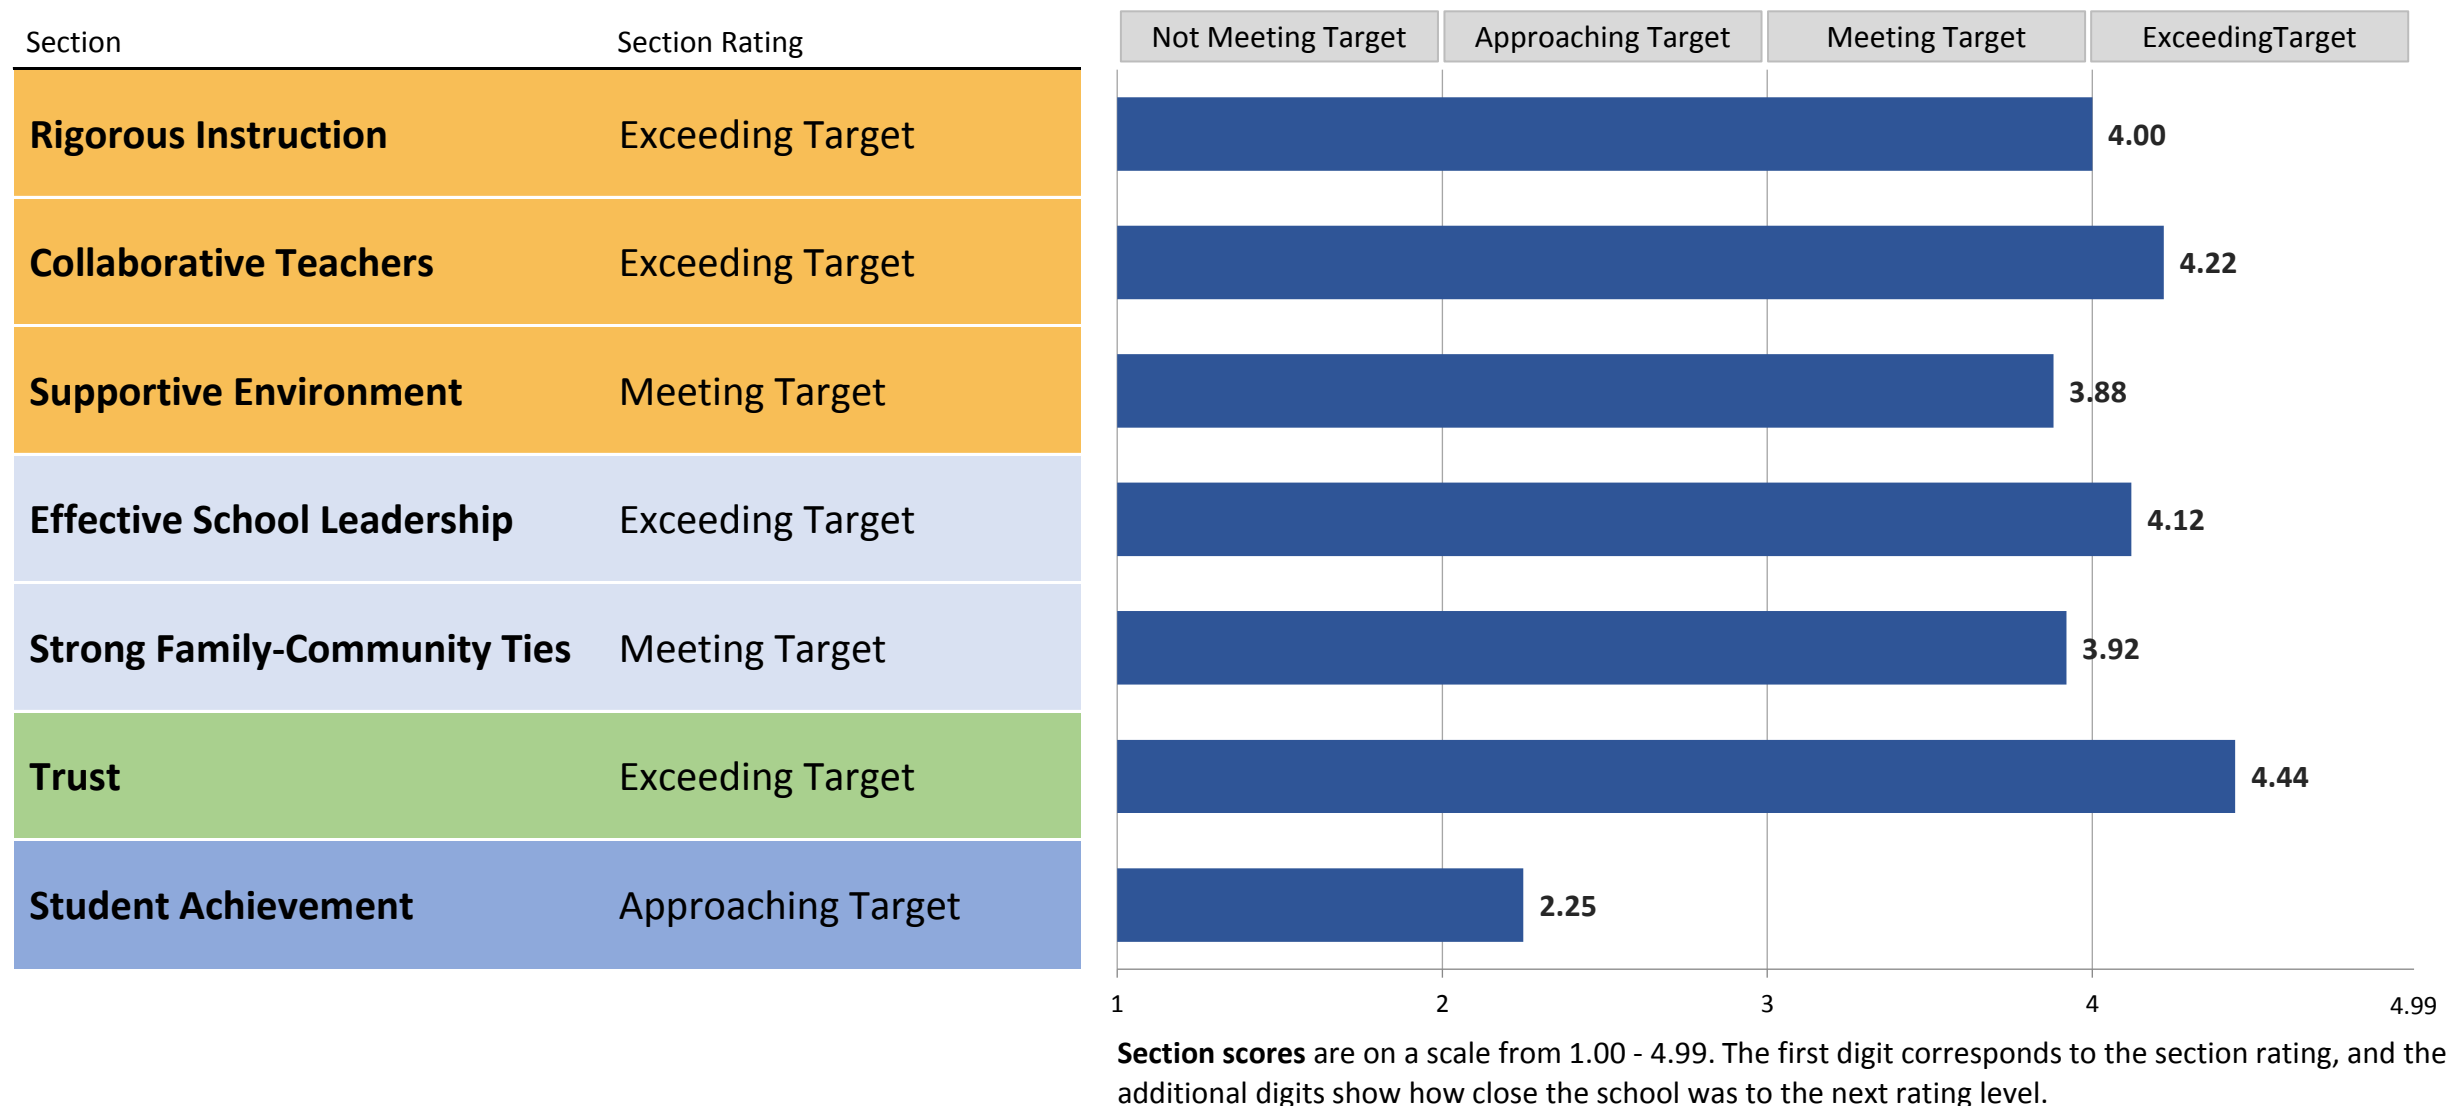 Section Section Rating Not Meeting Target Approaching Target Meeting Target ExceedingTarget
Rigorous Instruction Exceeding Target 4.00
Collaborative Teachers Exceeding Target 4.22
Supportive Environment Meeting Target 3.88
Effective School Leadership Exceeding Target 4.12
Strong Family-Community Ties Meeting Target 3.92
Trust Exceeding Target 4.44
Student Achievement Approaching Target 2.25
1 2 3 4 4.99
Section scores are on a scale from 1.00 - 4.99. The first digit corresponds to the section rating, and the
additional digits show how close the school was to the next rating level.